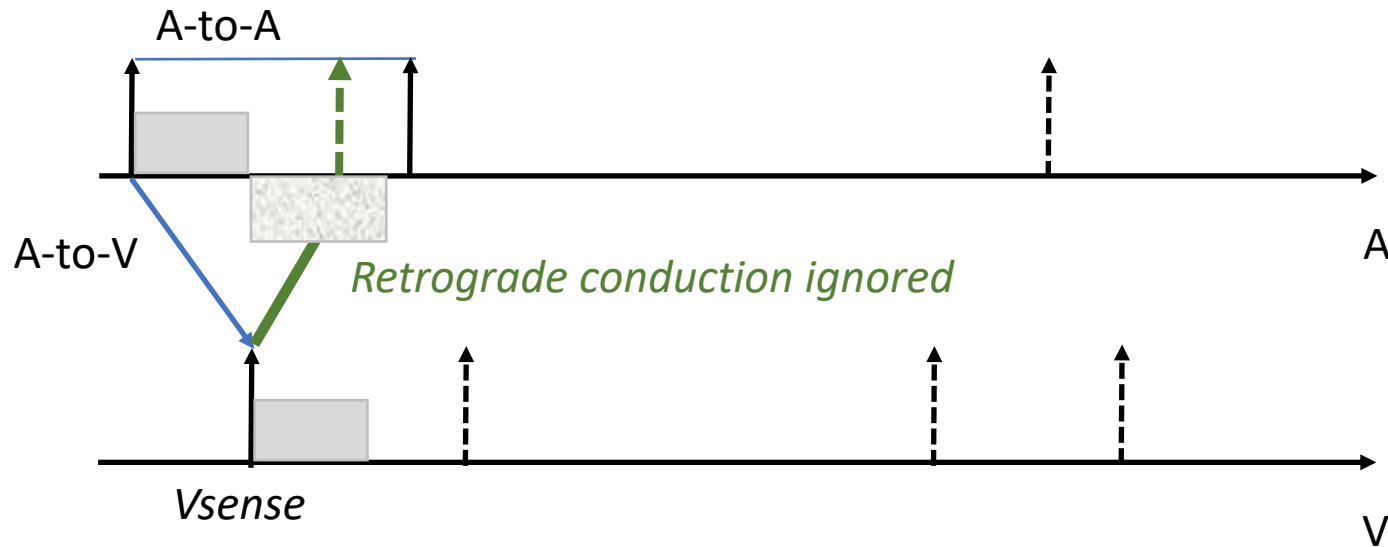 A-to-A
A
A-to-V
Retrograde conduction ignored
Vsense
V